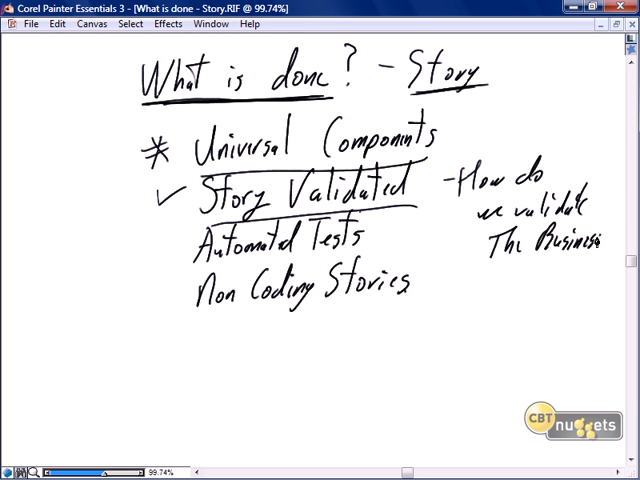 Corel Painter Essentials 3 - [What is done - Story.RIF @ 99.74%]
File Edit Canvas Select Effects Movie Window Help
What is done? - Story
* Universal Components
✓ Story Validated
- How do
we validate
The Business
Automated Tests
Non Coding Stories
CBT nuggets
99.74%